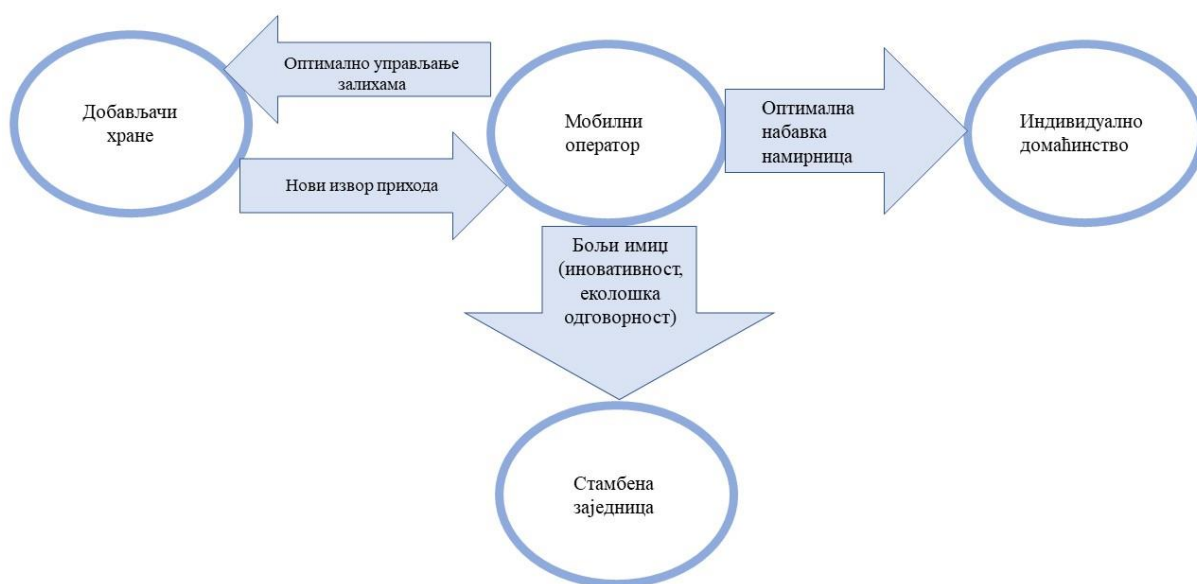 Оптимално управљање
залихама
Добављачи
хране
Мобилни
оператор
Оптимална
набавка
намирница
Индивидуално
домаћинство
Нови извор прихода
Бољи имиџ
(иновативност,
еколошка
одговорност)
Стамбена
заједница